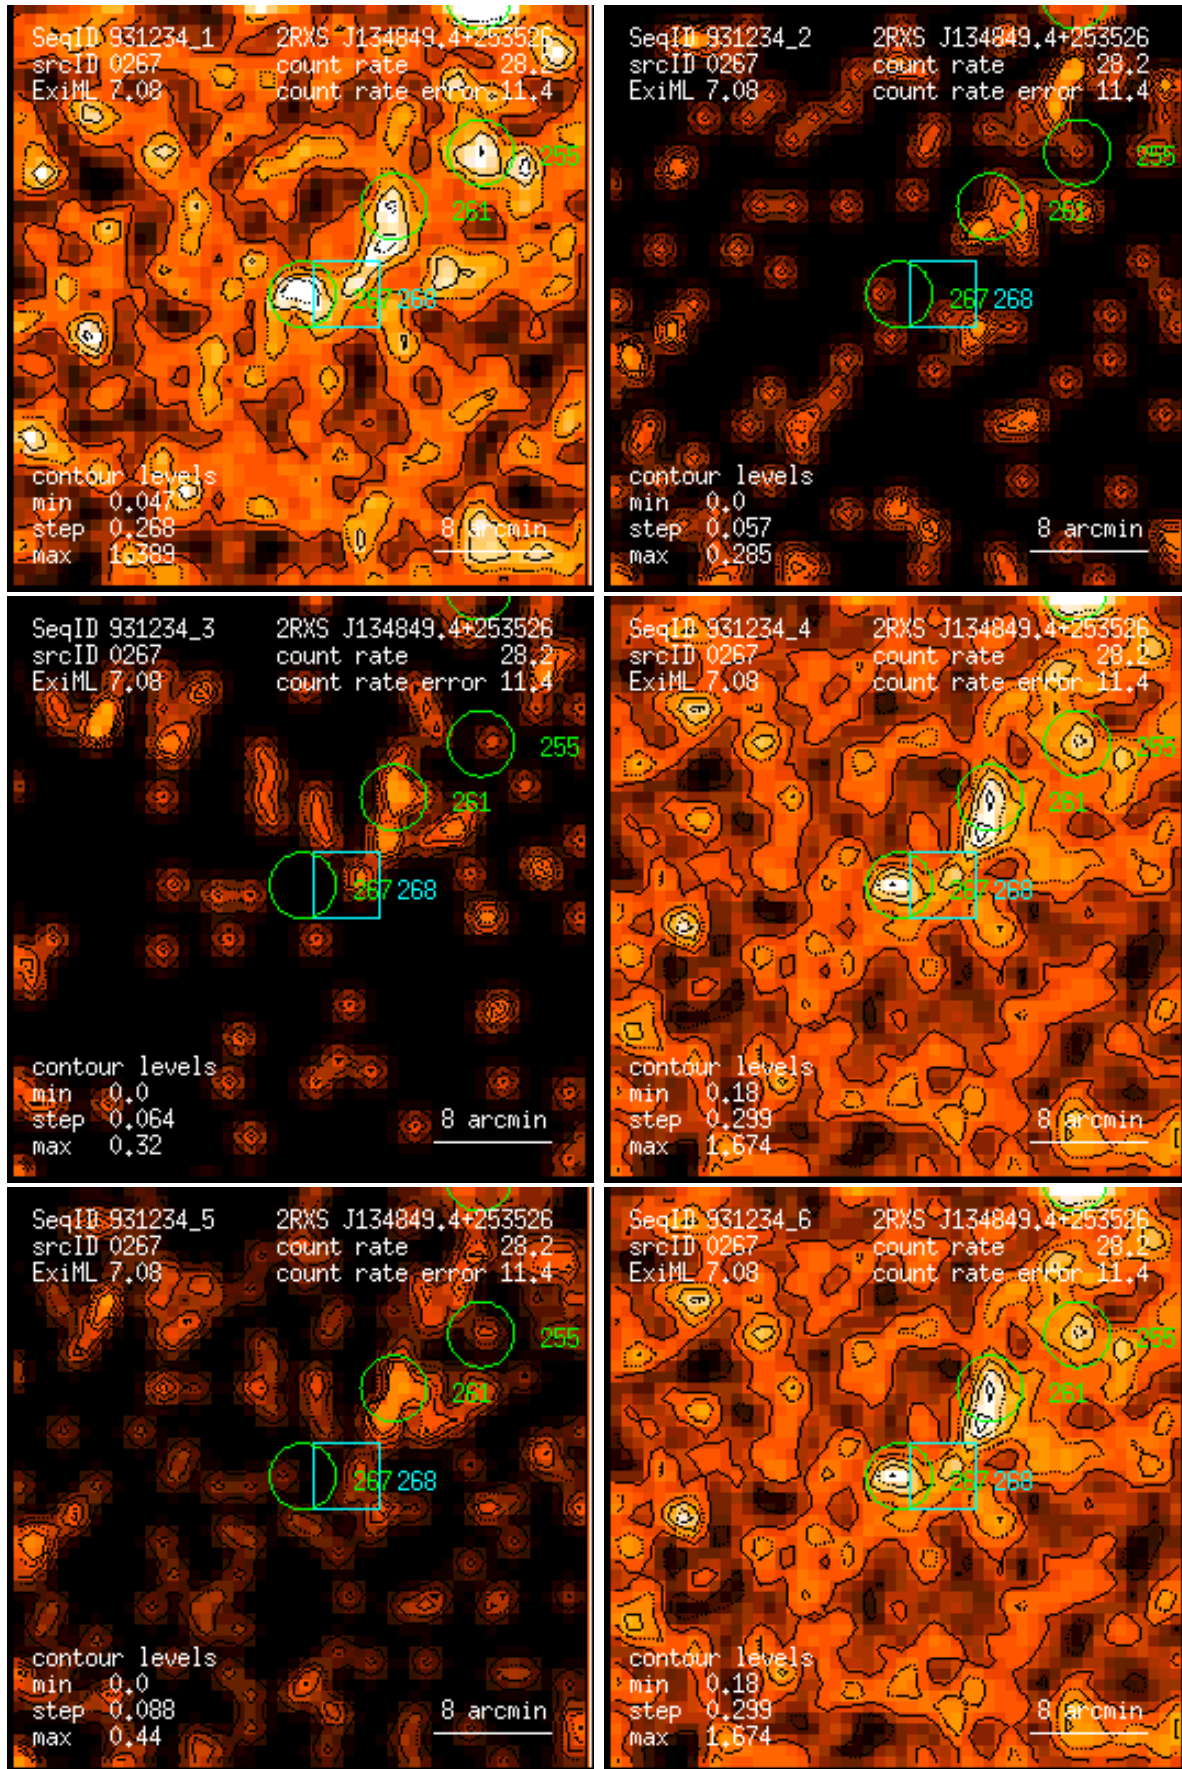 SeqID 931234_1 2RXS J134849.4+253526
srcID 0267 count rate 28.2
ExiML 7.08 count rate error 11.4
255
261
267 268
contour levels
min 0.047
step 0.268
max 1.389
8 arcmin
SeqID 931234_2 2RXS J134849.4+253526
srcID 0267 count rate 28.2
ExiML 7.08 count rate error 11.4
255
261
267 268
contour levels
min 0.0
step 0.057
max 0.285
8 arcmin
SeqID 931234_3 2RXS J134849.4+253526
srcID 0267 count rate 28.2
ExiML 7.08 count rate error 11.4
255
261
267 268
contour levels
min 0.0
step 0.064
max 0.32
8 arcmin
SeqID 931234_4 2RXS J134849.4+253526
srcID 0267 count rate 28.2
ExiML 7.08 count rate error 11.4
255
261
267 268
contour levels
min 0.18
step 0.299
max 1.674
8 arcmin
SeqID 931234_5 2RXS J134849.4+253526
srcID 0267 count rate 28.2
ExiML 7.08 count rate error 11.4
255
261
267 268
contour levels
min 0.0
step 0.088
max 0.44
8 arcmin
SeqID 931234_6 2RXS J134849.4+253526
srcID 0267 count rate 28.2
ExiML 7.08 count rate error 11.4
255
261
267 268
contour levels
min 0.18
step 0.299
max 1.674
8 arcmin